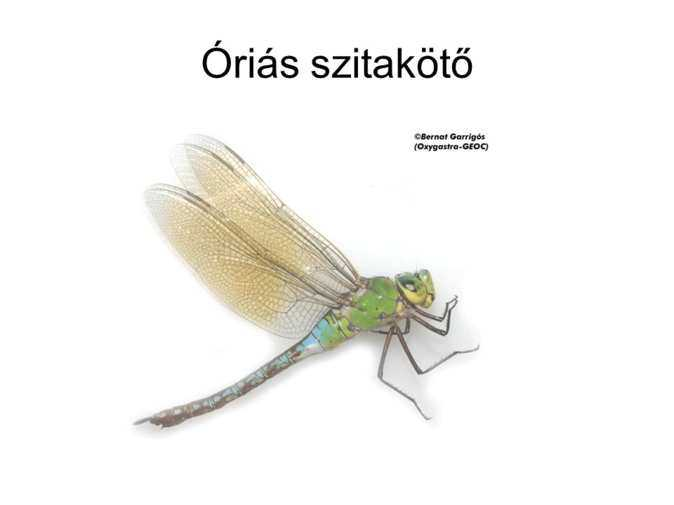 Óriás szitakötő
©Bernat Garrigós
(Oxygastra-GEOC)